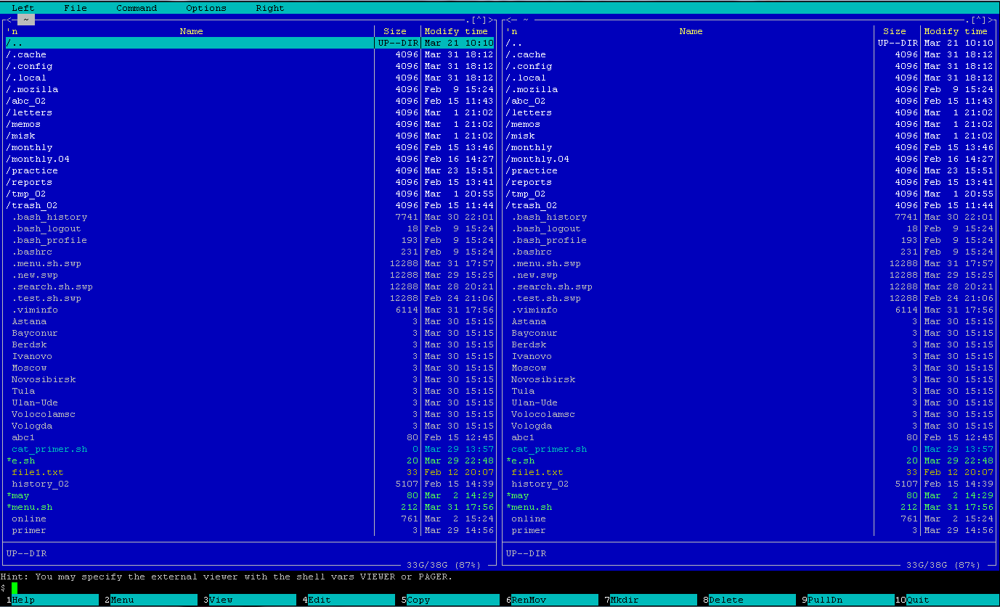 Left File Command Options Right
<- ~ .[^]> <- ~ .[^]>
'n Name Size Modify time 'n Name Size Modify time
/.. UP--DIR Mar 21 10:10 /.. UP--DIR Mar 21 10:10
/.cache 4096 Mar 31 18:12 /.cache 4096 Mar 31 18:12
/.config 4096 Mar 31 18:12 /.config 4096 Mar 31 18:12
/.local 4096 Mar 31 18:12 /.local 4096 Mar 31 18:12
/.mozilla 4096 Feb 9 15:24 /.mozilla 4096 Feb 9 15:24
/abc_02 4096 Feb 15 11:43 /abc_02 4096 Feb 15 11:43
/letters 4096 Mar 1 21:02 /letters 4096 Mar 1 21:02
/memos 4096 Mar 1 21:02 /memos 4096 Mar 1 21:02
/misk 4096 Mar 1 21:02 /misk 4096 Mar 1 21:02
/monthly 4096 Feb 15 13:46 /monthly 4096 Feb 15 13:46
/monthly.04 4096 Feb 16 14:27 /monthly.04 4096 Feb 16 14:27
/practice 4096 Mar 23 15:51 /practice 4096 Mar 23 15:51
/reports 4096 Feb 15 13:41 /reports 4096 Feb 15 13:41
/tmp_02 4096 Mar 1 20:55 /tmp_02 4096 Mar 1 20:55
/trash_02 4096 Feb 15 11:44 /trash_02 4096 Feb 15 11:44
.bash_history 7741 Mar 30 22:01 .bash_history 7741 Mar 30 22:01
.bash_logout 18 Feb 9 15:24 .bash_logout 18 Feb 9 15:24
.bash_profile 193 Feb 9 15:24 .bash_profile 193 Feb 9 15:24
.bashrc 231 Feb 9 15:24 .bashrc 231 Feb 9 15:24
.menu.sh.swp 12288 Mar 31 17:57 .menu.sh.swp 12288 Mar 31 17:57
.new.swp 12288 Mar 29 15:25 .new.swp 12288 Mar 29 15:25
.search.sh.swp 12288 Mar 28 20:21 .search.sh.swp 12288 Mar 28 20:21
.test.sh.swp 12288 Feb 24 21:06 .test.sh.swp 12288 Feb 24 21:06
.viminfo 6114 Mar 31 17:56 .viminfo 6114 Mar 31 17:56
Astana 3 Mar 30 15:15 Astana 3 Mar 30 15:15
Bayconur 3 Mar 30 15:15 Bayconur 3 Mar 30 15:15
Berdsk 3 Mar 30 15:15 Berdsk 3 Mar 30 15:15
Ivanovo 3 Mar 30 15:15 Ivanovo 3 Mar 30 15:15
Moscow 3 Mar 30 15:15 Moscow 3 Mar 30 15:15
Novosibirsk 3 Mar 30 15:15 Novosibirsk 3 Mar 30 15:15
Tula 3 Mar 30 15:15 Tula 3 Mar 30 15:15
Ulan-Ude 3 Mar 30 15:15 Ulan-Ude 3 Mar 30 15:15
Volocolamsc 3 Mar 30 15:15 Volocolamsc 3 Mar 30 15:15
Vologda 3 Mar 30 15:15 Vologda 3 Mar 30 15:15
abc1 80 Feb 15 12:45 abc1 80 Feb 15 12:45
cat_primer.sh 0 Mar 29 13:57 cat_primer.sh 0 Mar 29 13:57
*e.sh 20 Mar 29 22:48 *e.sh 20 Mar 29 22:48
file1.txt 33 Feb 12 20:07 file1.txt 33 Feb 12 20:07
history_02 5107 Feb 15 14:39 history_02 5107 Feb 15 14:39
*may 80 Mar 2 14:29 *may 80 Mar 2 14:29
*menu.sh 212 Mar 31 17:56 *menu.sh 212 Mar 31 17:56
online 761 Mar 2 15:24 online 761 Mar 2 15:24
primer 3 Mar 29 14:56 primer 3 Mar 29 14:56
UP--DIR UP--DIR
33G/38G (87%) 33G/38G (87%)
Hint: You may specify the external viewer with the shell vars VIEWER or PAGER.
$
1Help 2Menu 3View 4Edit 5Copy 6RenMov 7Mkdir 8Delete 9PullDn 10Quit